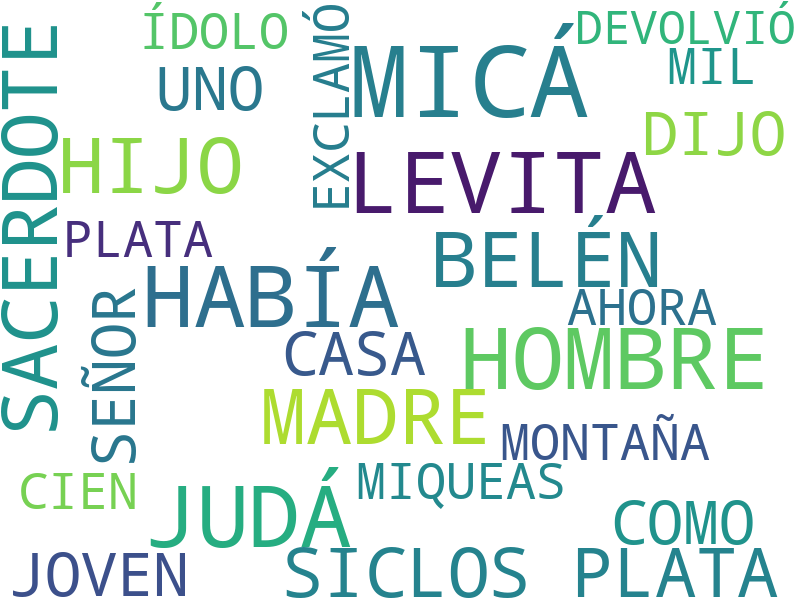 ÍDOLO
DEVOLVIÓ
EXCLAMÓ
MICÁ
MIL
UNO
SACERDOTE
DIJO
HIJO
LEVITA
PLATA
BELÉN
HABÍA
AHORA
SEÑOR
CASA
HOMBRE
MADRE
MONTAÑA
MIQUEAS
CIEN
JUDÁ
COMO
JOVEN
SICLOS PLATA